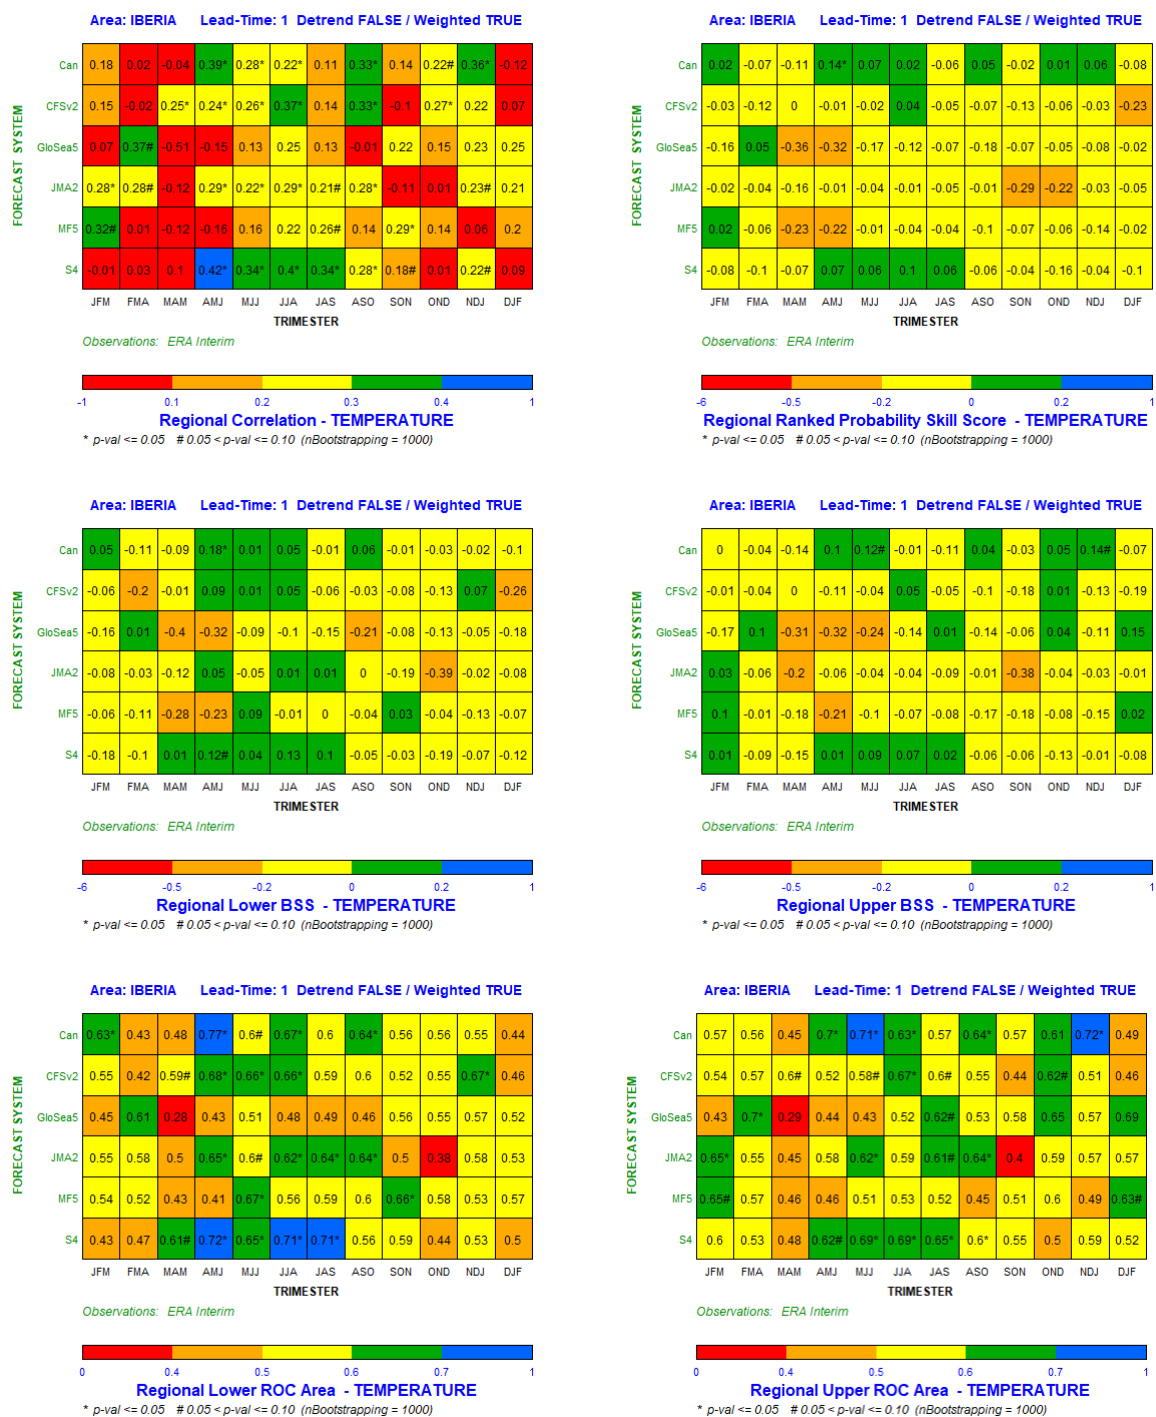 Area: IBERIA Lead-Time: 1 Detrend FALSE / Weighted TRUE
FORECAST SYSTEM
Can 0.18 0.02 -0.04 0.39* 0.28* 0.22* 0.11 0.33* 0.14 0.22# 0.36* -0.12
CFSv2 0.15 -0.02 0.25* 0.24* 0.26* 0.37* 0.14 0.33* -0.1 0.27* 0.22 0.07
GloSea5 0.07 0.37# -0.51 -0.15 0.13 0.25 0.13 -0.01 0.22 0.15 0.23 0.25
JMA2 0.28* 0.28# -0.12 0.29* 0.22* 0.29* 0.21# 0.28* -0.11 0.01 0.23# 0.21
MF5 0.32# 0.01 -0.12 -0.16 0.16 0.22 0.26# 0.14 0.29* 0.14 0.06 0.2
S4 -0.01 0.03 0.1 0.42* 0.34* 0.4* 0.34* 0.28* 0.18# 0.01 0.22# 0.09
JFM FMA MAM AMJ MJJ JJA JAS ASO SON OND NDJ DJF
TRIMESTER
Observations: ERA Interim
-1 0.1 0.2 0.3 0.4 1
Regional Correlation - TEMPERATURE
* p-val <= 0.05 # 0.05 < p-val <= 0.10 (nBootstrapping = 1000)
Area: IBERIA Lead-Time: 1 Detrend FALSE / Weighted TRUE
FORECAST SYSTEM
Can 0.02 -0.07 -0.11 0.14* 0.07 0.02 -0.06 0.05 -0.02 0.01 0.06 -0.08
CFSv2 -0.03 -0.12 0 -0.01 -0.02 0.04 -0.05 -0.07 -0.13 -0.06 -0.03 -0.23
GloSea5 -0.16 0.05 -0.36 -0.32 -0.17 -0.12 -0.07 -0.18 -0.07 -0.05 -0.08 -0.02
JMA2 -0.02 -0.04 -0.16 -0.01 -0.04 -0.01 -0.05 -0.01 -0.29 -0.22 -0.03 -0.05
MF5 0.02 -0.06 -0.23 -0.22 -0.01 -0.04 -0.04 -0.1 -0.07 -0.06 -0.14 -0.02
S4 -0.08 -0.1 -0.07 0.07 0.06 0.1 0.06 -0.06 -0.04 -0.16 -0.04 -0.1
JFM FMA MAM AMJ MJJ JJA JAS ASO SON OND NDJ DJF
TRIMESTER
Observations: ERA Interim
-6 -0.5 -0.2 0 0.2 1
Regional Ranked Probability Skill Score - TEMPERATURE
* p-val <= 0.05 # 0.05 < p-val <= 0.10 (nBootstrapping = 1000)
Area: IBERIA Lead-Time: 1 Detrend FALSE / Weighted TRUE
FORECAST SYSTEM
Can 0.05 -0.11 -0.09 0.18* 0.01 0.05 -0.01 0.06 -0.01 -0.03 -0.02 -0.1
CFSv2 -0.06 -0.2 -0.01 0.09 0.01 0.05 -0.06 -0.03 -0.08 -0.13 0.07 -0.26
GloSea5 -0.16 0.01 -0.4 -0.32 -0.09 -0.1 -0.15 -0.21 -0.08 -0.13 -0.05 -0.18
JMA2 -0.08 -0.03 -0.12 0.05 -0.05 0.01 0.01 0 -0.19 -0.39 -0.02 -0.08
MF5 -0.06 -0.11 -0.28 -0.23 0.09 -0.01 0 -0.04 0.03 -0.04 -0.13 -0.07
S4 -0.18 -0.1 0.01 0.12# 0.04 0.13 0.1 -0.05 -0.03 -0.19 -0.07 -0.12
JFM FMA MAM AMJ MJJ JJA JAS ASO SON OND NDJ DJF
TRIMESTER
Observations: ERA Interim
-6 -0.5 -0.2 0 0.2 1
Regional Lower BSS - TEMPERATURE
* p-val <= 0.05 # 0.05 < p-val <= 0.10 (nBootstrapping = 1000)
Area: IBERIA Lead-Time: 1 Detrend FALSE / Weighted TRUE
FORECAST SYSTEM
Can 0 -0.04 -0.14 0.1 0.12# -0.01 -0.11 0.04 -0.03 0.05 0.14# -0.07
CFSv2 -0.01 -0.04 0 -0.11 -0.04 0.05 -0.05 -0.1 -0.18 0.01 -0.13 -0.19
GloSea5 -0.17 0.1 -0.31 -0.32 -0.24 -0.14 0.01 -0.14 -0.06 0.04 -0.11 0.15
JMA2 0.03 -0.06 -0.2 -0.06 -0.04 -0.04 -0.09 -0.01 -0.38 -0.04 -0.03 -0.01
MF5 0.1 -0.01 -0.18 -0.21 -0.1 -0.07 -0.08 -0.17 -0.18 -0.08 -0.15 0.02
S4 0.01 -0.09 -0.15 0.01 0.09 0.07 0.02 -0.06 -0.06 -0.13 -0.01 -0.08
JFM FMA MAM AMJ MJJ JJA JAS ASO SON OND NDJ DJF
TRIMESTER
Observations: ERA Interim
-6 -0.5 -0.2 0 0.2 1
Regional Upper BSS - TEMPERATURE
* p-val <= 0.05 # 0.05 < p-val <= 0.10 (nBootstrapping = 1000)
Area: IBERIA Lead-Time: 1 Detrend FALSE / Weighted TRUE
FORECAST SYSTEM
Can 0.63* 0.43 0.48 0.77* 0.6# 0.67* 0.6 0.64* 0.56 0.56 0.55 0.44
CFSv2 0.55 0.42 0.59# 0.68* 0.66* 0.66* 0.59 0.6 0.52 0.55 0.67* 0.46
GloSea5 0.45 0.61 0.28 0.43 0.51 0.48 0.49 0.46 0.56 0.55 0.57 0.52
JMA2 0.55 0.58 0.5 0.65* 0.6# 0.62* 0.64* 0.64* 0.5 0.38 0.58 0.53
MF5 0.54 0.52 0.43 0.41 0.67* 0.56 0.59 0.6 0.66* 0.58 0.53 0.57
S4 0.43 0.47 0.61# 0.72* 0.65* 0.71* 0.71* 0.56 0.59 0.44 0.53 0.5
JFM FMA MAM AMJ MJJ JJA JAS ASO SON OND NDJ DJF
TRIMESTER
Observations: ERA Interim
0 0.4 0.5 0.6 0.7 1
Regional Lower ROC Area - TEMPERATURE
* p-val <= 0.05 # 0.05 < p-val <= 0.10 (nBootstrapping = 1000)
Area: IBERIA Lead-Time: 1 Detrend FALSE / Weighted TRUE
FORECAST SYSTEM
Can 0.57 0.56 0.45 0.7* 0.71* 0.63* 0.57 0.64* 0.57 0.61 0.72* 0.49
CFSv2 0.54 0.57 0.6# 0.52 0.58# 0.67* 0.6# 0.55 0.44 0.62# 0.51 0.46
GloSea5 0.43 0.7* 0.29 0.44 0.43 0.52 0.62# 0.53 0.58 0.65 0.57 0.69
JMA2 0.65* 0.55 0.45 0.58 0.62* 0.59 0.61# 0.64* 0.4 0.59 0.57 0.57
MF5 0.65# 0.57 0.46 0.46 0.51 0.53 0.52 0.45 0.51 0.6 0.49 0.63#
S4 0.6 0.53 0.48 0.62# 0.69* 0.69* 0.65* 0.6* 0.55 0.5 0.59 0.52
JFM FMA MAM AMJ MJJ JJA JAS ASO SON OND NDJ DJF
TRIMESTER
Observations: ERA Interim
0 0.4 0.5 0.6 0.7 1
Regional Upper ROC Area - TEMPERATURE
* p-val <= 0.05 # 0.05 < p-val <= 0.10 (nBootstrapping = 1000)